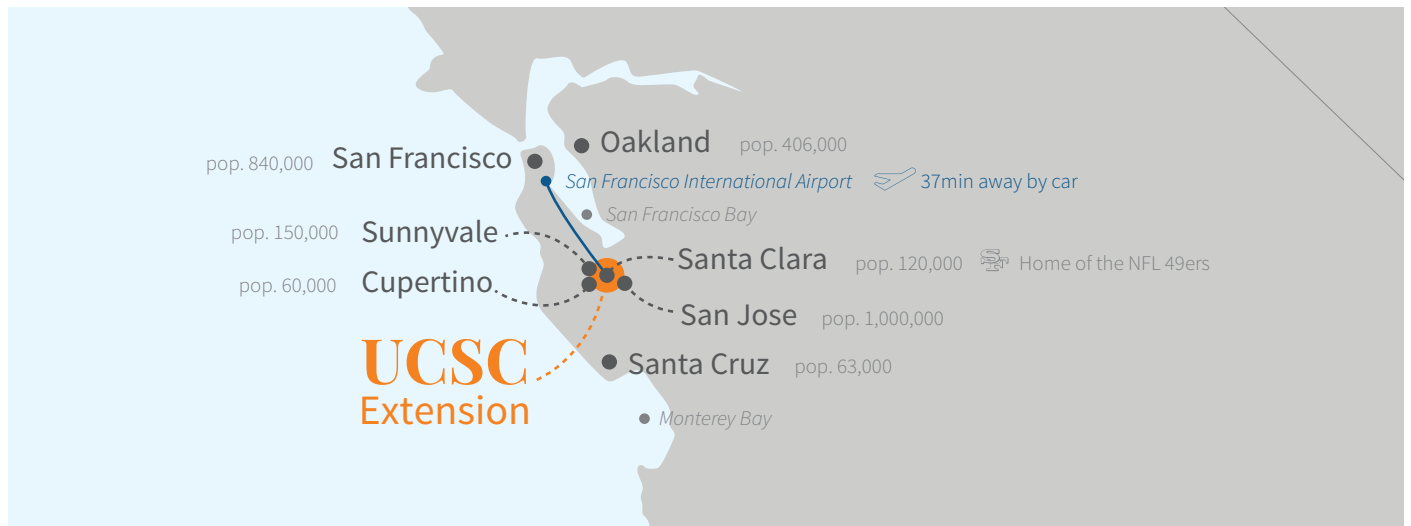 Oakland pop. 406,000
pop. 840,000 San Francisco
San Francisco International Airport 37min away by car
San Francisco Bay
pop. 150,000 Sunnyvale
Santa Clara pop. 120,000 SF Home of the NFL 49ers
pop. 60,000 Cupertino
San Jose pop. 1,000,000
UCSC
Extension
Santa Cruz pop. 63,000
Monterey Bay